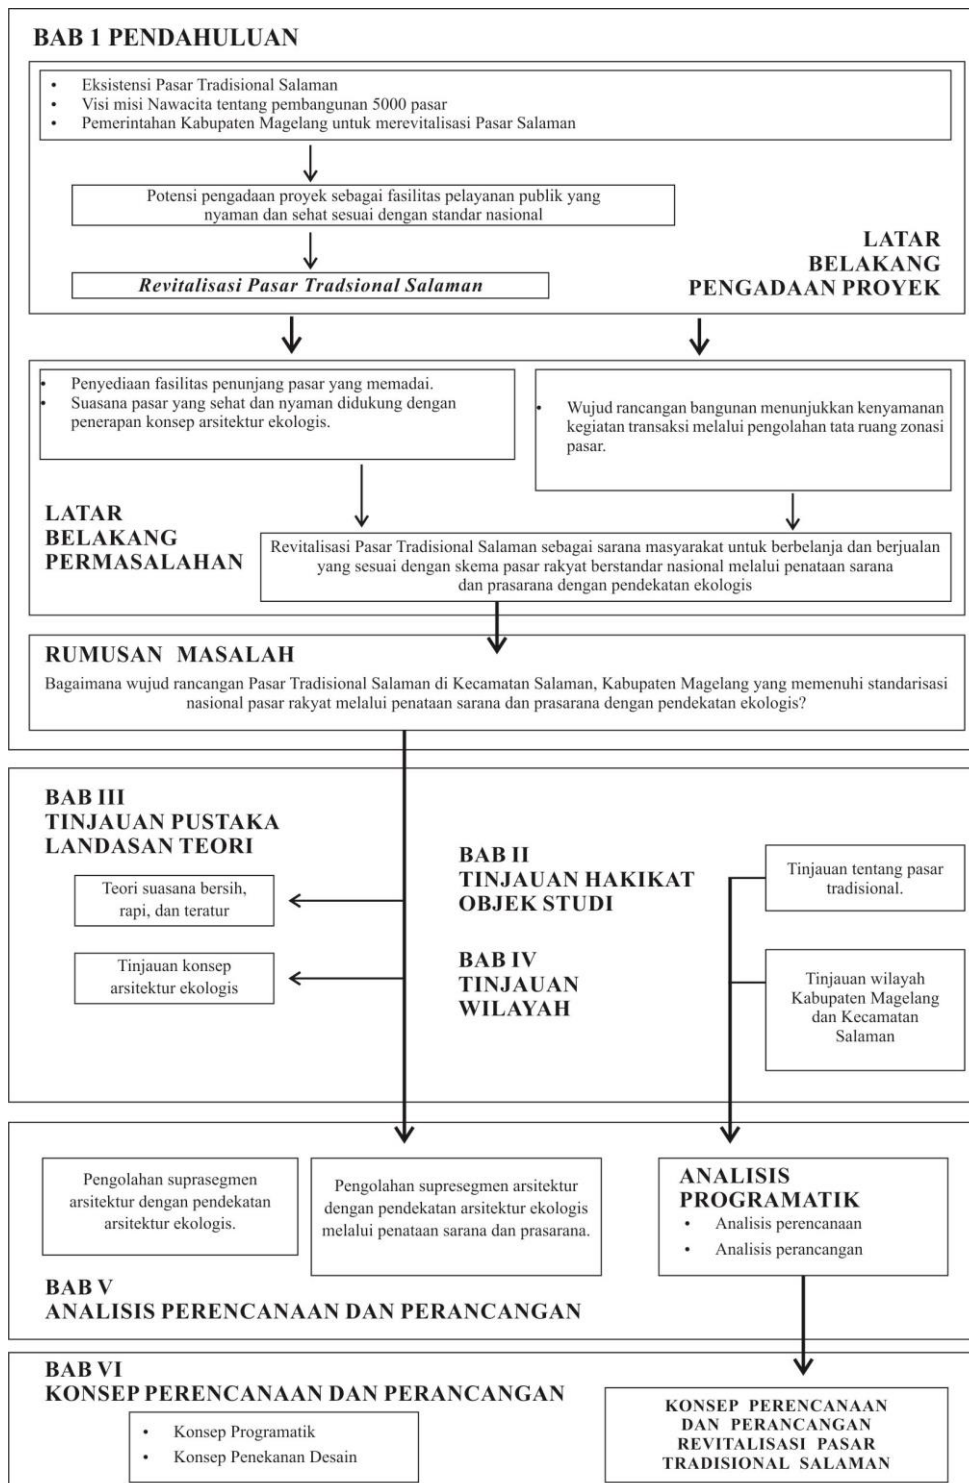 BAB 1 PENDAHULUAN
• Eksistensi Pasar Tradisional Salaman
• Visi misi Nawacita tentang pembangunan 5000 pasar
• Pemerintahan Kabupaten Magelang untuk merevitalisasi Pasar Salaman
Potensi pengadaan proyek sebagai fasilitas pelayanan publik yang
nyaman dan sehat sesuai dengan standar nasional
Revitalisasi Pasar Tradsional Salaman
LATAR
BELAKANG
PENGADAAN PROYEK
• Penyediaan fasilitas penunjang pasar yang memadai.
• Suasana pasar yang sehat dan nyaman didukung dengan
penerapan konsep arsitektur ekologis.
• Wujud rancangan bangunan menunjukkan kenyamanan
kegiatan transaksi melalui pengolahan tata ruang zonasi
pasar.
LATAR
BELAKANG
PERMASALAHAN
Revitalisasi Pasar Tradisional Salaman sebagai sarana masyarakat untuk berbelanja dan berjualan
yang sesuai dengan skema pasar rakyat berstandar nasional melalui penataan sarana
dan prasarana dengan pendekatan ekologis
RUMUSAN MASALAH
Bagaimana wujud rancangan Pasar Tradisional Salaman di Kecamatan Salaman, Kabupaten Magelang yang memenuhi standarisasi
nasional pasar rakyat melalui penataan sarana dan prasarana dengan pendekatan ekologis?
BAB III
TINJAUAN PUSTAKA
LANDASAN TEORI
Teori suasana bersih,
rapi, dan teratur
Tinjauan konsep
arsitektur ekologis
BAB II
TINJAUAN HAKIKAT
OBJEK STUDI
BAB IV
TINJAUAN
WILAYAH
Tinjauan tentang pasar
tradisional.
Tinjauan wilayah
Kabupaten Magelang
dan Kecamatan
Salaman
Pengolahan suprasegmen
arsitektur dengan pendekatan
arsitektur ekologis.
Pengolahan supresegmen arsitektur
dengan pendekatan arsitektur ekologis
melalui penataan sarana dan prasarana.
ANALISIS
PROGRAMATIK
• Analisis perencanaan
• Analisis perancangan
BAB V
ANALISIS PERENCANAAN DAN PERANCANGAN
BAB VI
KONSEP PERENCANAAN DAN PERANCANGAN
• Konsep Programatik
• Konsep Penekanan Desain
KONSEP PERENCANAAN
DAN PERANCANGAN
REVITALISASI PASAR
TRADISIONAL SALAMAN